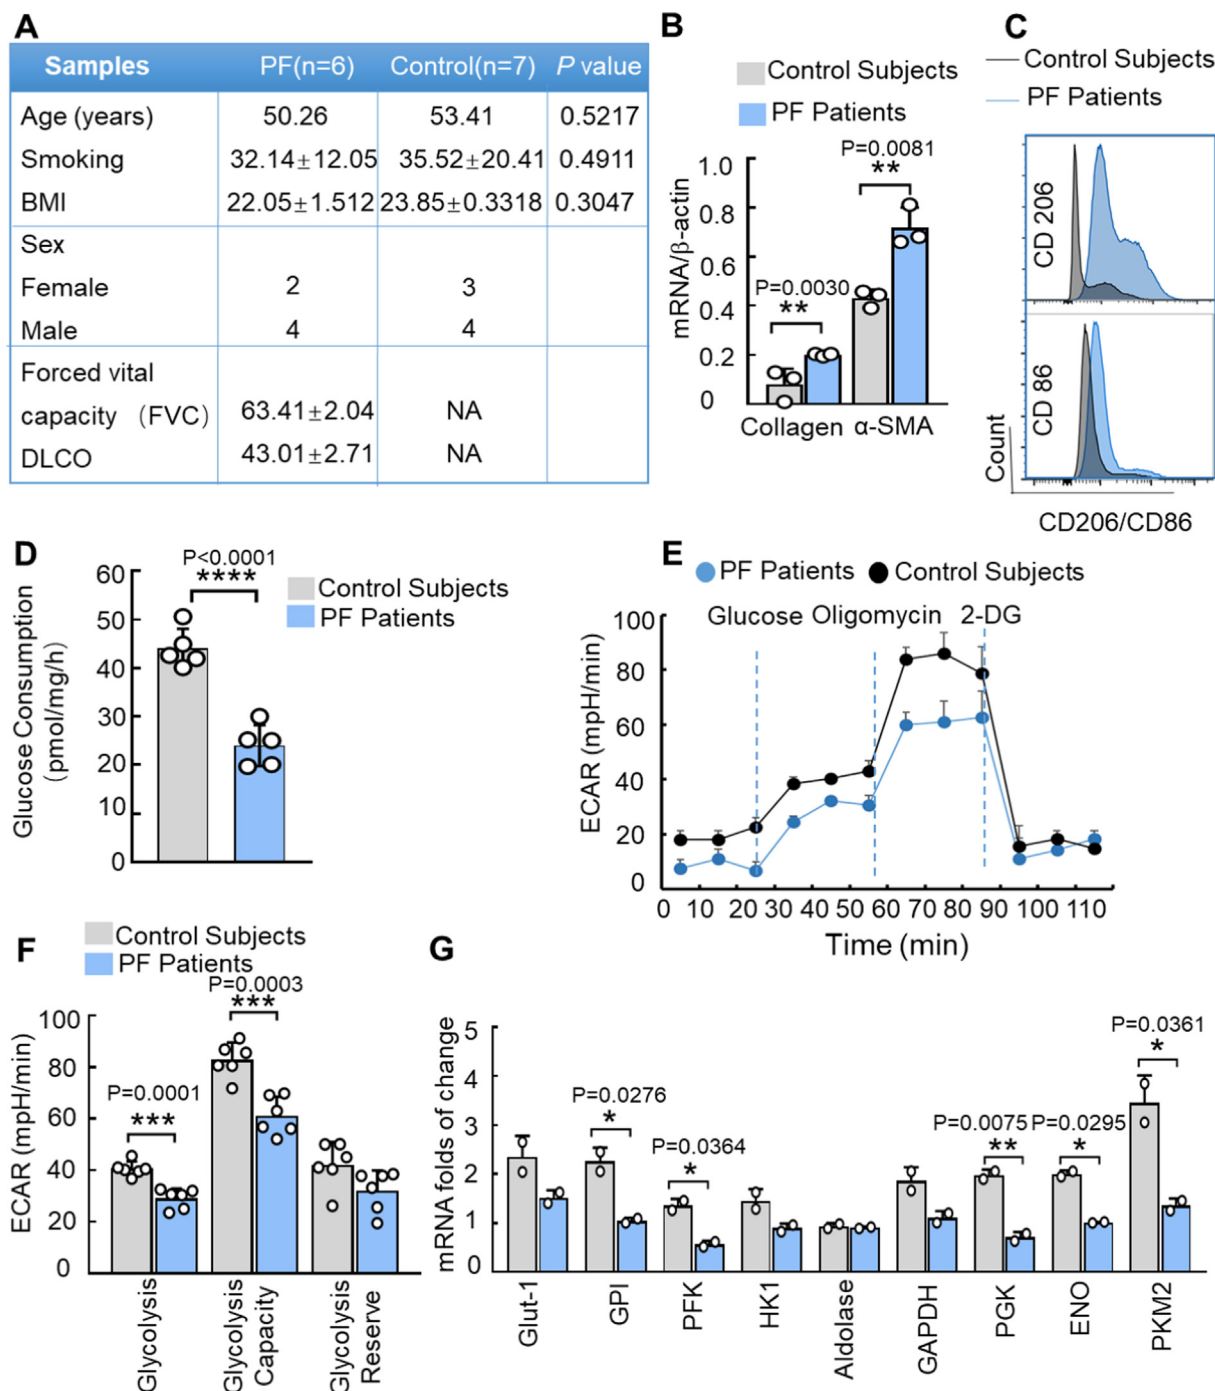 A
Samples PF(n=6) Control(n=7) P value
Age (years) 50.26 53.41 0.5217
Smoking 32.14±12.05 35.52±20.41 0.4911
BMI 22.05±1.512 23.85±0.3318 0.3047
Sex
Female 2 3
Male 4 4
Forced vital
capacity (FVC) 63.41±2.04 NA
DLCO 43.01±2.71 NA
B
Control Subjects
PF Patients
P=0.0081
**
P=0.0030
**
mRNA/β-actin
1.0
0.8
0.6
0.4
0.2
0
Collagen α-SMA
C
Control Subjects
PF Patients
CD 206
CD 86
Count
CD206/CD86
D
P<0.0001
****
Control Subjects
PF Patients
Glucose Consumption
(pmol/mg/h)
60
50
40
30
20
10
0
E
PF Patients Control Subjects
Glucose Oligomycin 2-DG
ECAR (mpH/min)
100
80
60
40
20
0
0 10 20 30 40 50 60 70 80 90 100 110
Time (min)
F
Control Subjects
PF Patients
P=0.0003
***
P=0.0001
***
ECAR (mpH/min)
100
80
60
40
20
0
Glycolysis
Glycolysis
Capacity
Glycolysis
Reserve
G
mRNA folds of change
5
4
3
2
1
0
P=0.0276
*
P=0.0364
*
P=0.0075
**
P=0.0295
*
P=0.0361
*
Glut-1
GPI
PFK
HK1
Aldolase
GAPDH
PGK
ENO
PKM2